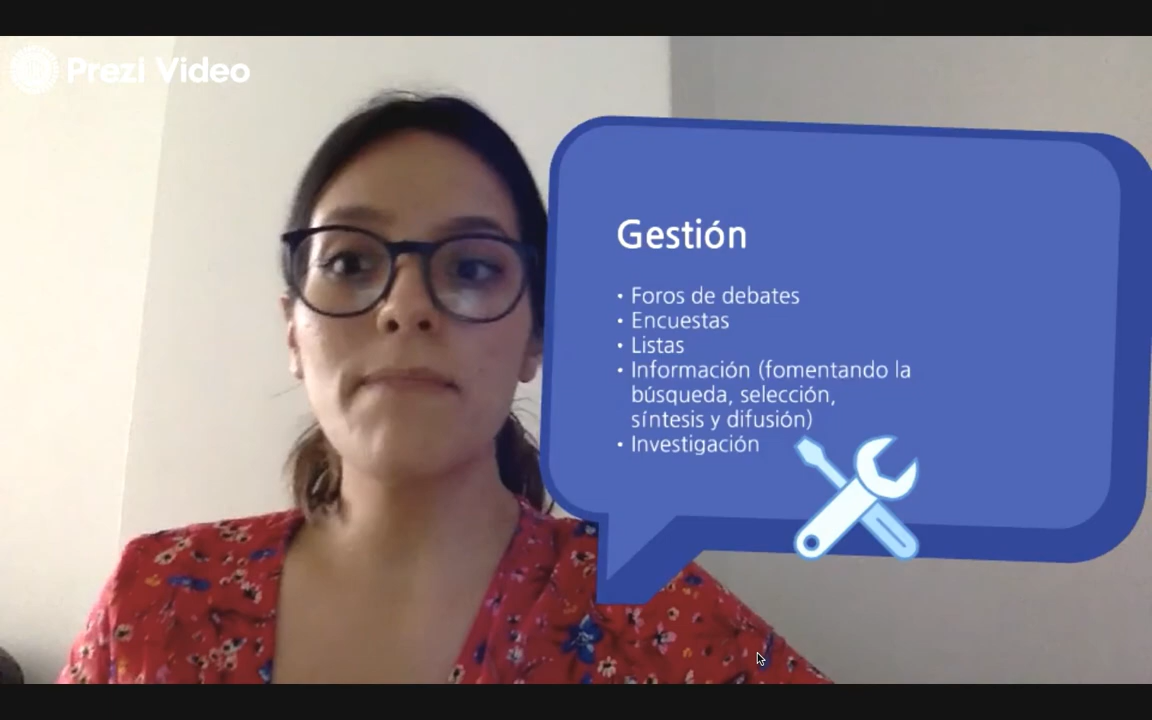 Prezi Video
Gestión
• Foros de debates
• Encuestas
• Listas
• Información (fomentando la
búsqueda, selección,
síntesis y difusión)
• Investigación